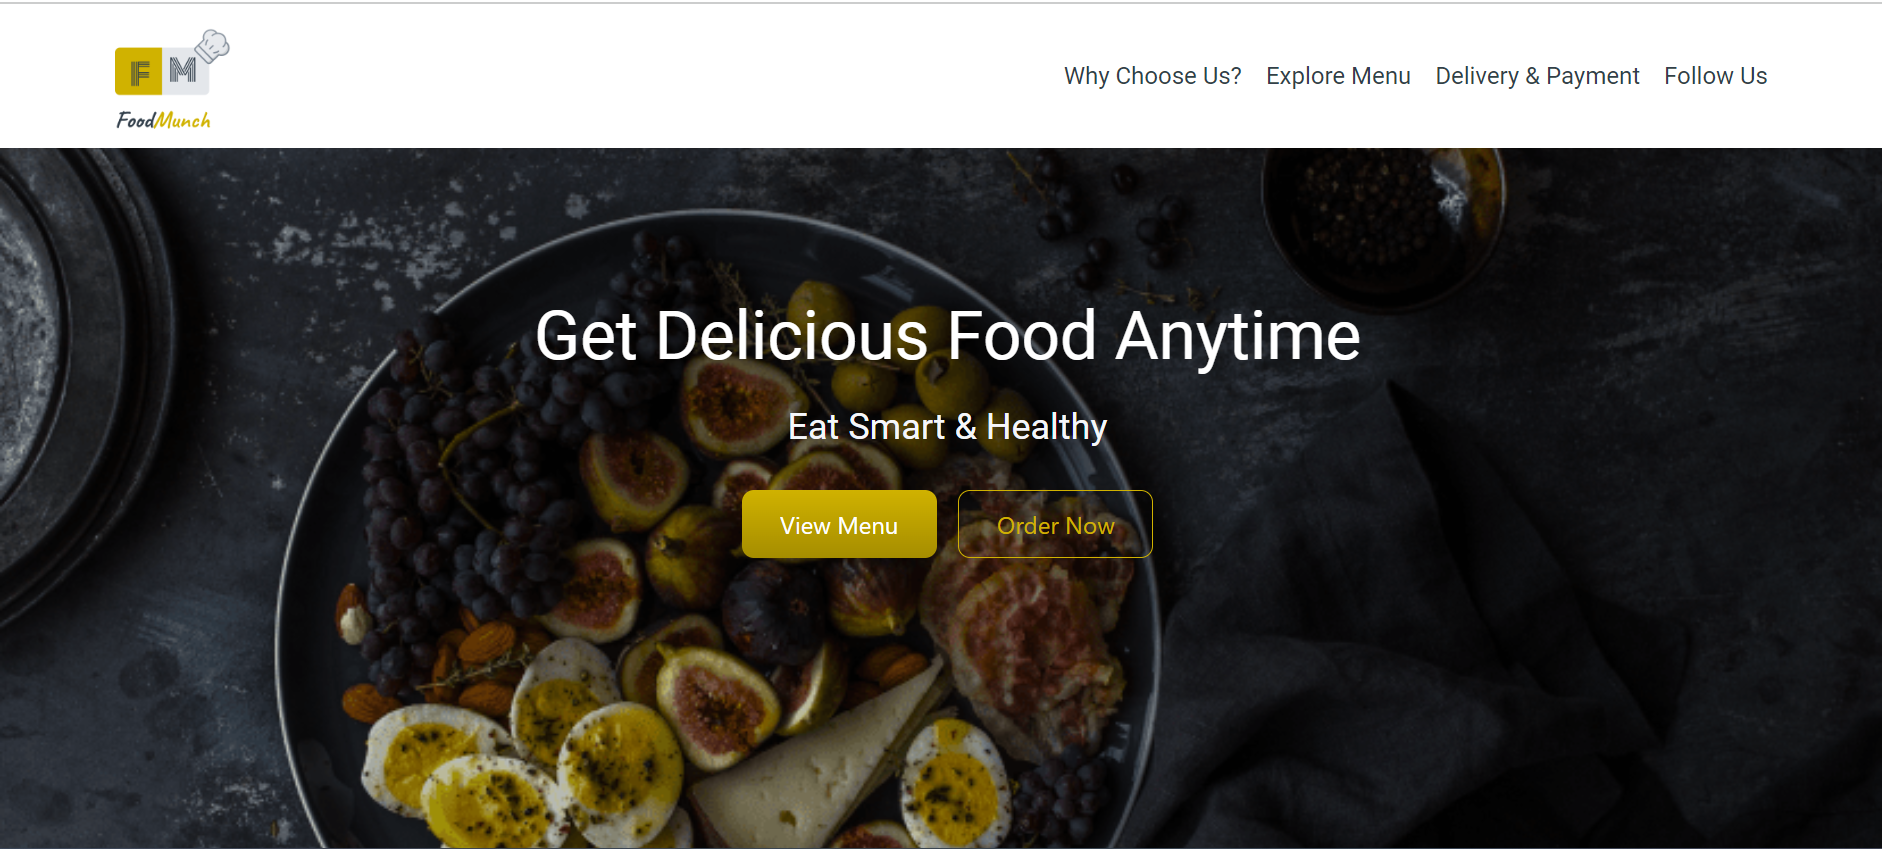 FM
FoodMunch
Why Choose Us? Explore Menu Delivery & Payment Follow Us
Get Delicious Food Anytime
Eat Smart & Healthy
View Menu Order Now